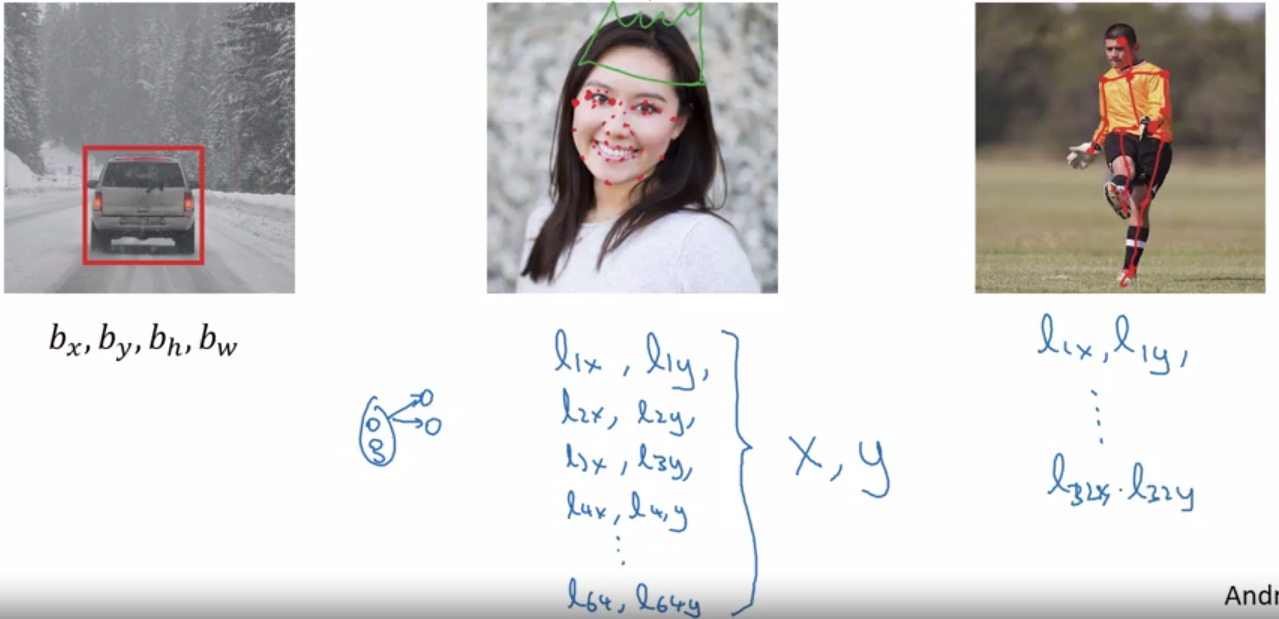 b_x, b_y, b_h, b_w
l1x, l1y,
l2x, l2y,
l3x, l3y,
l4x, l4,y
⋮
l64, l64y
x, y
l1x, l1y,
⋮
l32x, l32y
Andr